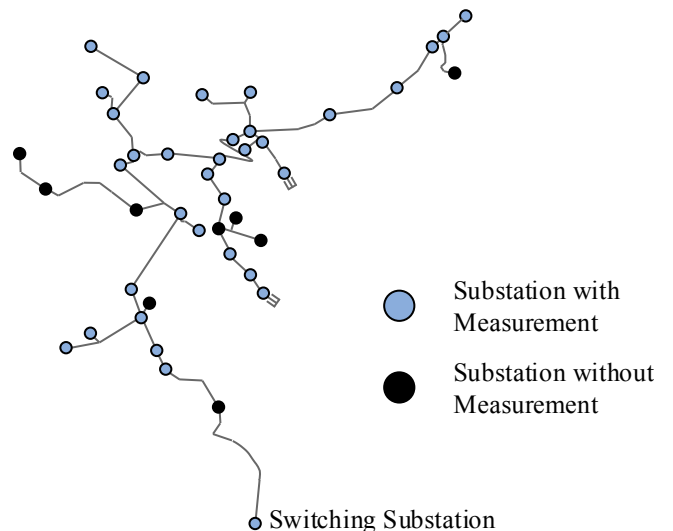 Substation with
Measurement
Substation without
Measurement
Switching Substation